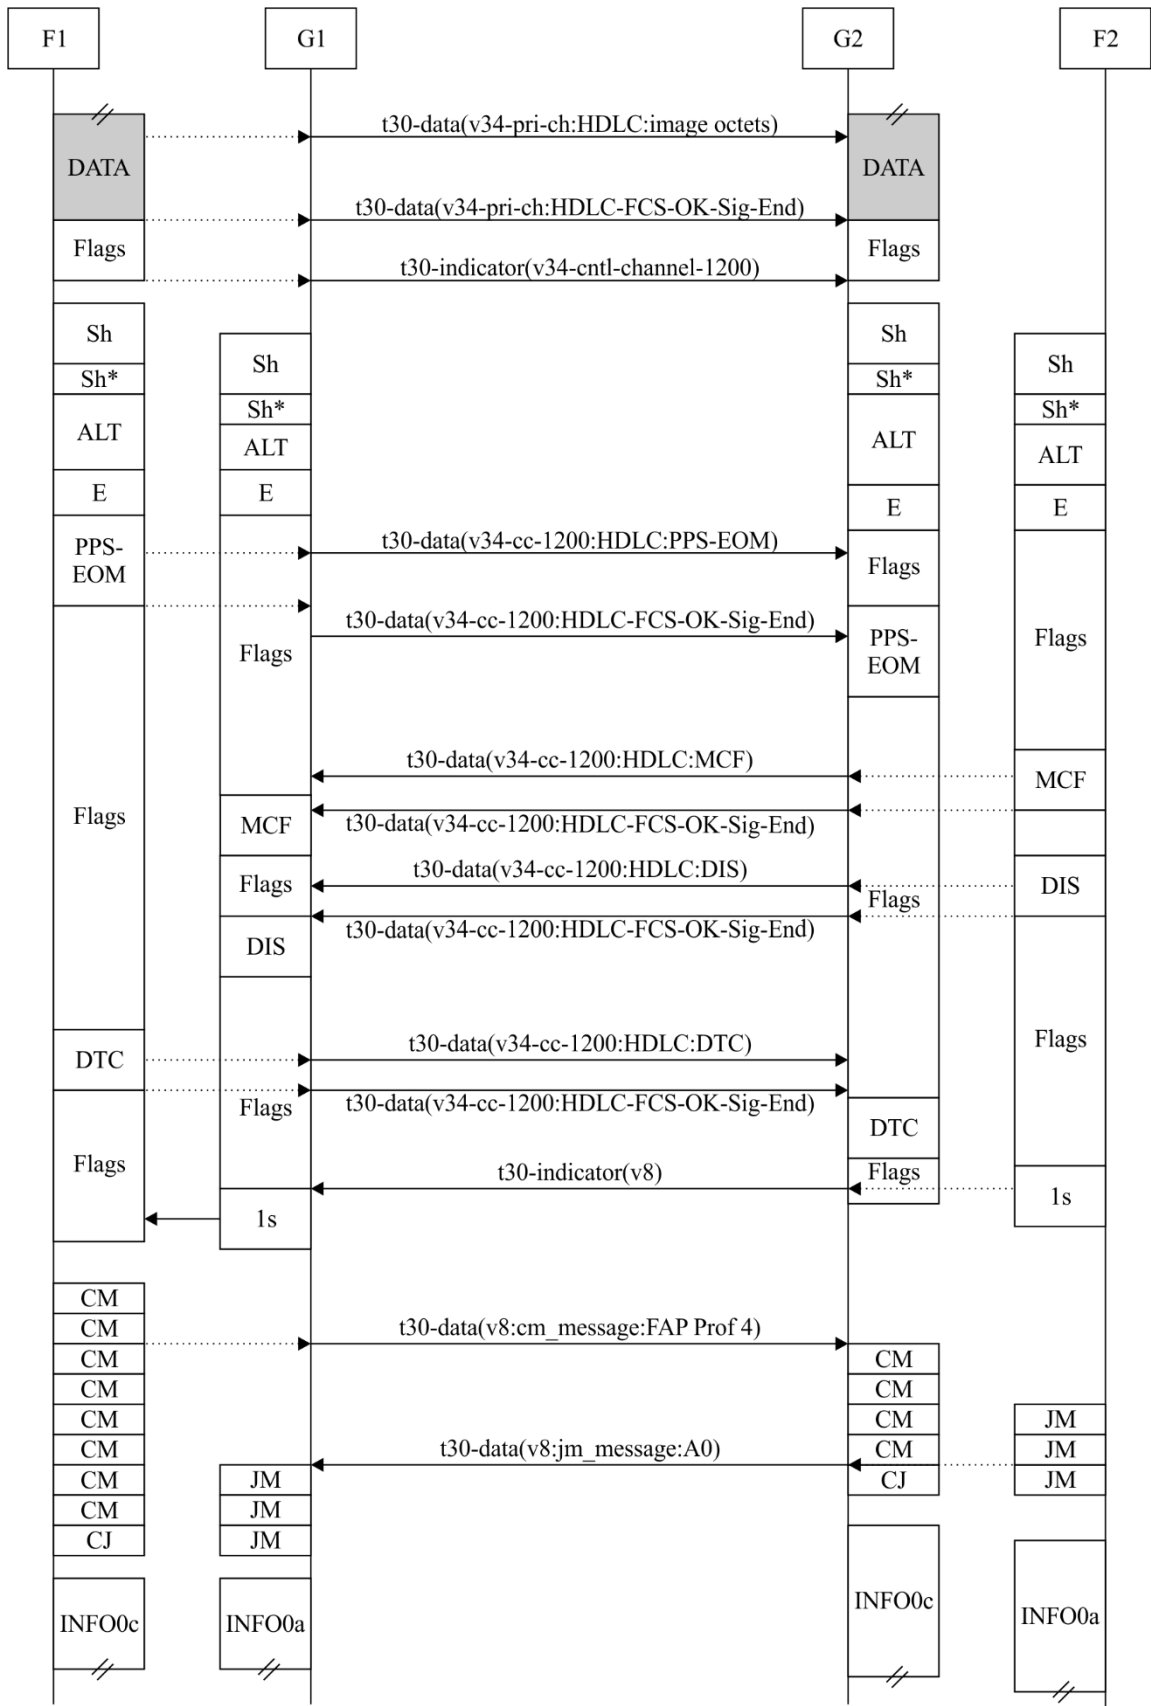 F1 G1 G2 F2
t30-data(v34-pri-ch:HDLC:image octets)
DATA DATA
t30-data(v34-pri-ch:HDLC-FCS-OK-Sig-End)
Flags Flags
t30-indicator(v34-cntl-channel-1200)
Sh Sh
Sh Sh
Sh* Sh*
Sh* Sh*
ALT ALT
ALT ALT
E E E E
PPS-
EOM
t30-data(v34-cc-1200:HDLC:PPS-EOM)
Flags
t30-data(v34-cc-1200:HDLC-FCS-OK-Sig-End)
Flags
PPS-
EOM
Flags
t30-data(v34-cc-1200:HDLC:MCF)
MCF
Flags
MCF
t30-data(v34-cc-1200:HDLC-FCS-OK-Sig-End)
t30-data(v34-cc-1200:HDLC:DIS)
Flags
Flags
DIS
t30-data(v34-cc-1200:HDLC-FCS-OK-Sig-End)
DIS
Flags
t30-data(v34-cc-1200:HDLC:DTC)
DTC
t30-data(v34-cc-1200:HDLC-FCS-OK-Sig-End)
Flags
DTC
Flags
t30-indicator(v8)
Flags
1s
1s
CM
CM
t30-data(v8:cm_message:FAP Prof 4)
CM CM
CM CM
CM CM JM
CM CM JM
t30-data(v8:jm_message:A0)
CM JM CJ JM
CM JM
CJ JM
INFO0c INFO0a INFO0c INFO0a